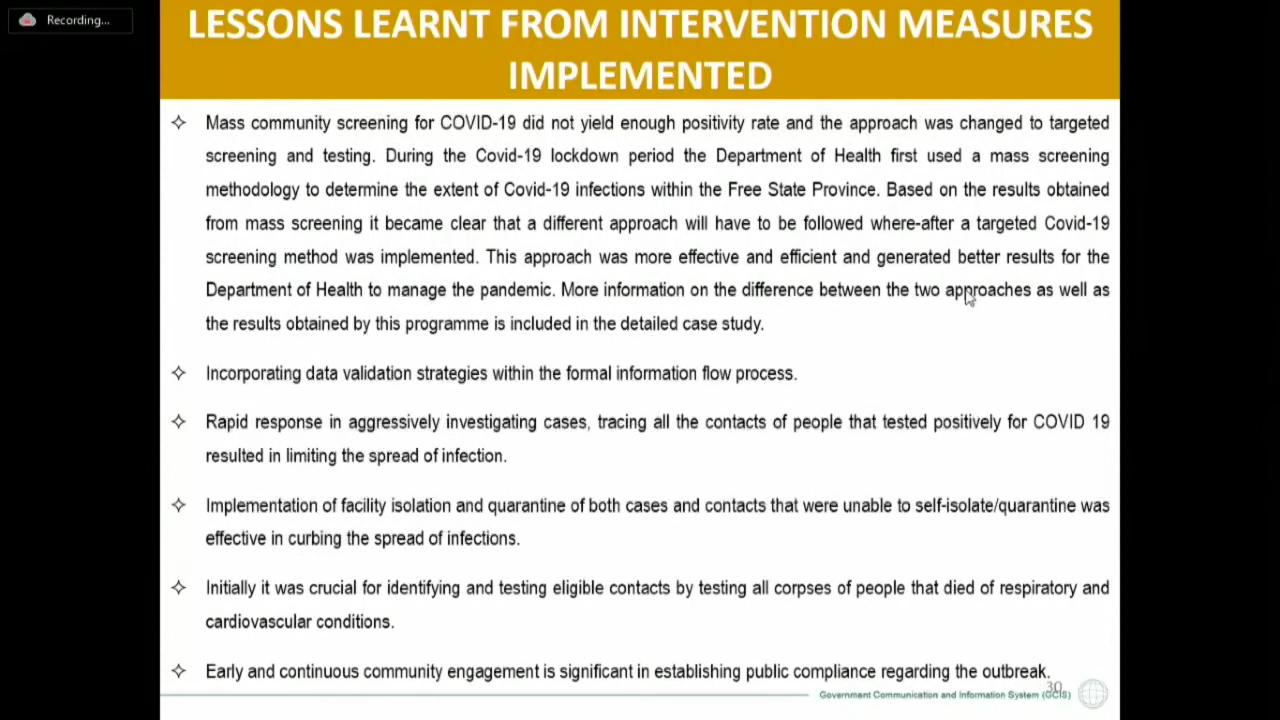 Recording...
LESSONS LEARNT FROM INTERVENTION MEASURES
IMPLEMENTED
Mass community screening for COVID-19 did not yield enough positivity rate and the approach was changed to targeted
screening and testing. During the Covid-19 lockdown period the Department of Health first used a mass screening
methodology to determine the extent of Covid-19 infections within the Free State Province. Based on the results obtained
from mass screening it became clear that a different approach will have to be followed where-after a targeted Covid-19
screening method was implemented. This approach was more effective and efficient and generated better results for the
Department of Health to manage the pandemic. More information on the difference between the two approaches as well as
the results obtained by this programme is included in the detailed case study.
Incorporating data validation strategies within the formal information flow process.
Rapid response in aggressively investigating cases, tracing all the contacts of people that tested positively for COVID 19
resulted in limiting the spread of infection.
Implementation of facility isolation and quarantine of both cases and contacts that were unable to self-isolate/quarantine was
effective in curbing the spread of infections.
Initially it was crucial for identifying and testing eligible contacts by testing all corpses of people that died of respiratory and
cardiovascular conditions.
Early and continuous community engagement is significant in establishing public compliance regarding the outbreak.
30
Government Communication and Information System (GCIS)